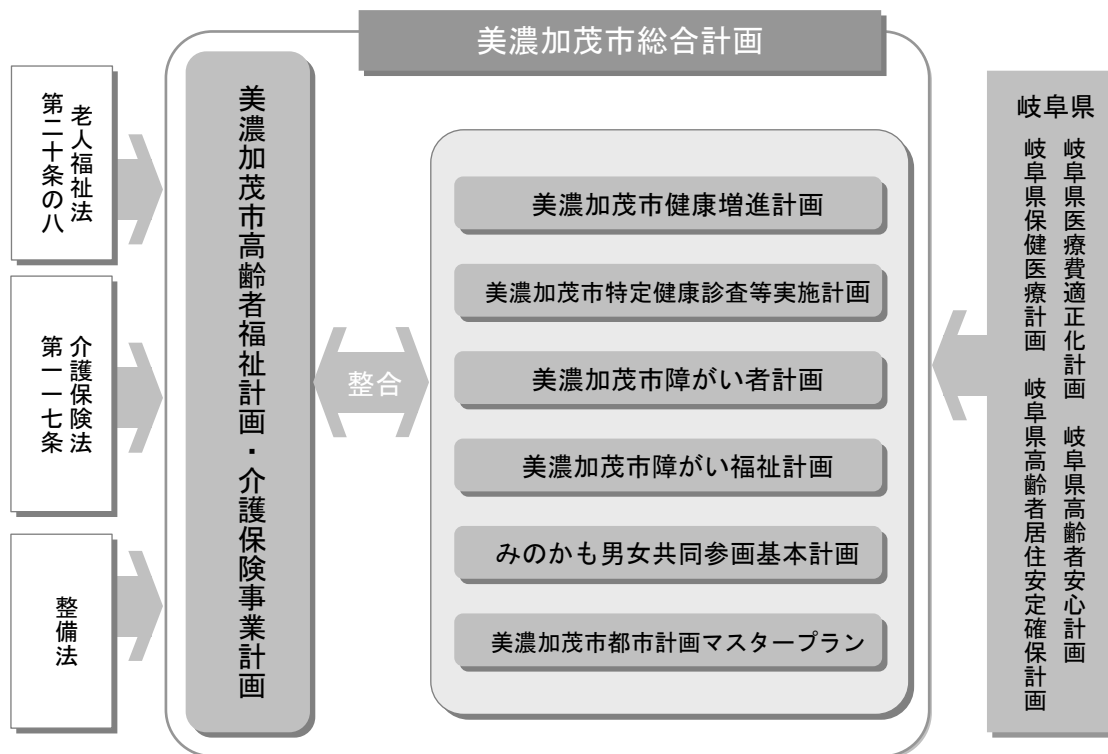 美濃加茂市総合計画
老人福祉法
第二十条の八
介護保険法
第一一七条
整備法
美濃加茂市高齢者福祉計画・介護保険事業計画
整合
美濃加茂市健康増進計画
美濃加茂市特定健康診査等実施計画
美濃加茂市障がい者計画
美濃加茂市障がい福祉計画
みのかも男女共同参画基本計画
美濃加茂市都市計画マスタープラン
岐阜県
岐阜県医療費適正化計画 岐阜県高齢者安心計画
岐阜県保健医療計画 岐阜県高齢者居住安定確保計画